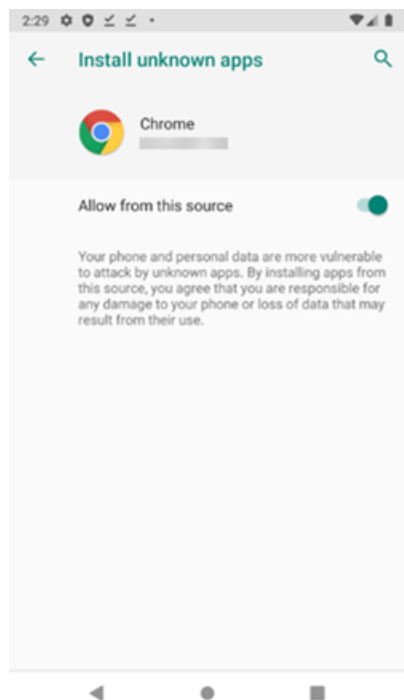 2:29
Install unknown apps
Chrome
Allow from this source
Your phone and personal data are more vulnerable
to attack by unknown apps. By installing apps from
this source, you agree that you are responsible for
any damage to your phone or loss of data that may
result from their use.